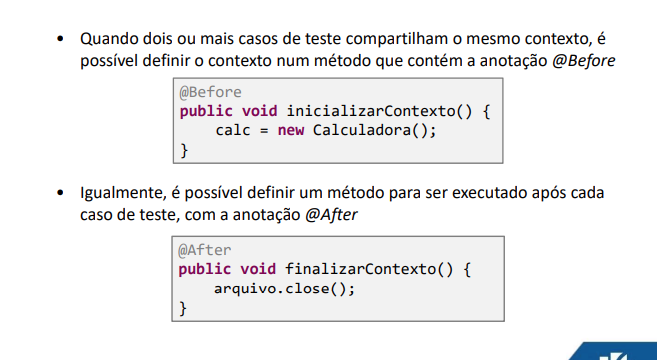 • Quando dois ou mais casos de teste compartilham o mesmo contexto, é
possível definir o contexto num método que contém a anotação @Before
@Before
public void inicializarContexto() {
    calc = new Calculadora();
}
• Igualmente, é possível definir um método para ser executado após cada
caso de teste, com a anotação @After
@After
public void finalizarContexto() {
    arquivo.close();
}